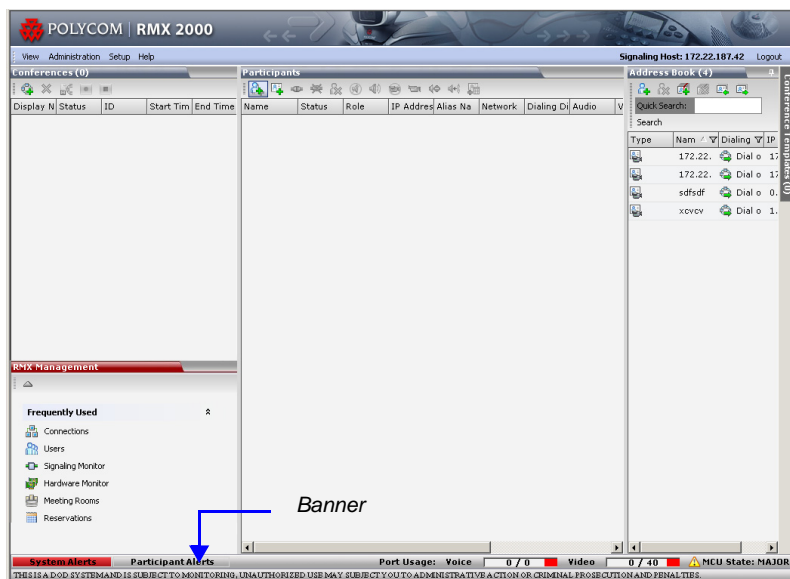 POLYCOM | RMX 2000
View Administration Setup Help
Signaling Host: 172.22.187.42 Logout
Conferences (0)
Display N Status ID Start Tim End Time
Participants
Name Status Role IP Addres Alias Na Network Dialing Di Audio V
Address Book (4)
Quick Search:
Search
Type Nam Dialing IP
172.22. Dial o 17
172.22. Dial o 17
sdfsdf Dial o 0.
xcvcv Dial o 1.
Conference Templates (0)
RMX Management
Frequently Used
Connections
Users
Signaling Monitor
Hardware Monitor
Meeting Rooms
Reservations
Banner
System Alerts Participant Alerts Port Usage: Voice 0 / 0 Video 0 / 40 MCU State: MAJOR
THIS IS A DOD SYSTEM AND IS SUBJECT TO MONITORING, UNAUTHORIZED USE MAY SUBJECT YOU TO ADMINISTRATIVE ACTION OR CRIMINAL PROSECUTION AND PENALTIES.